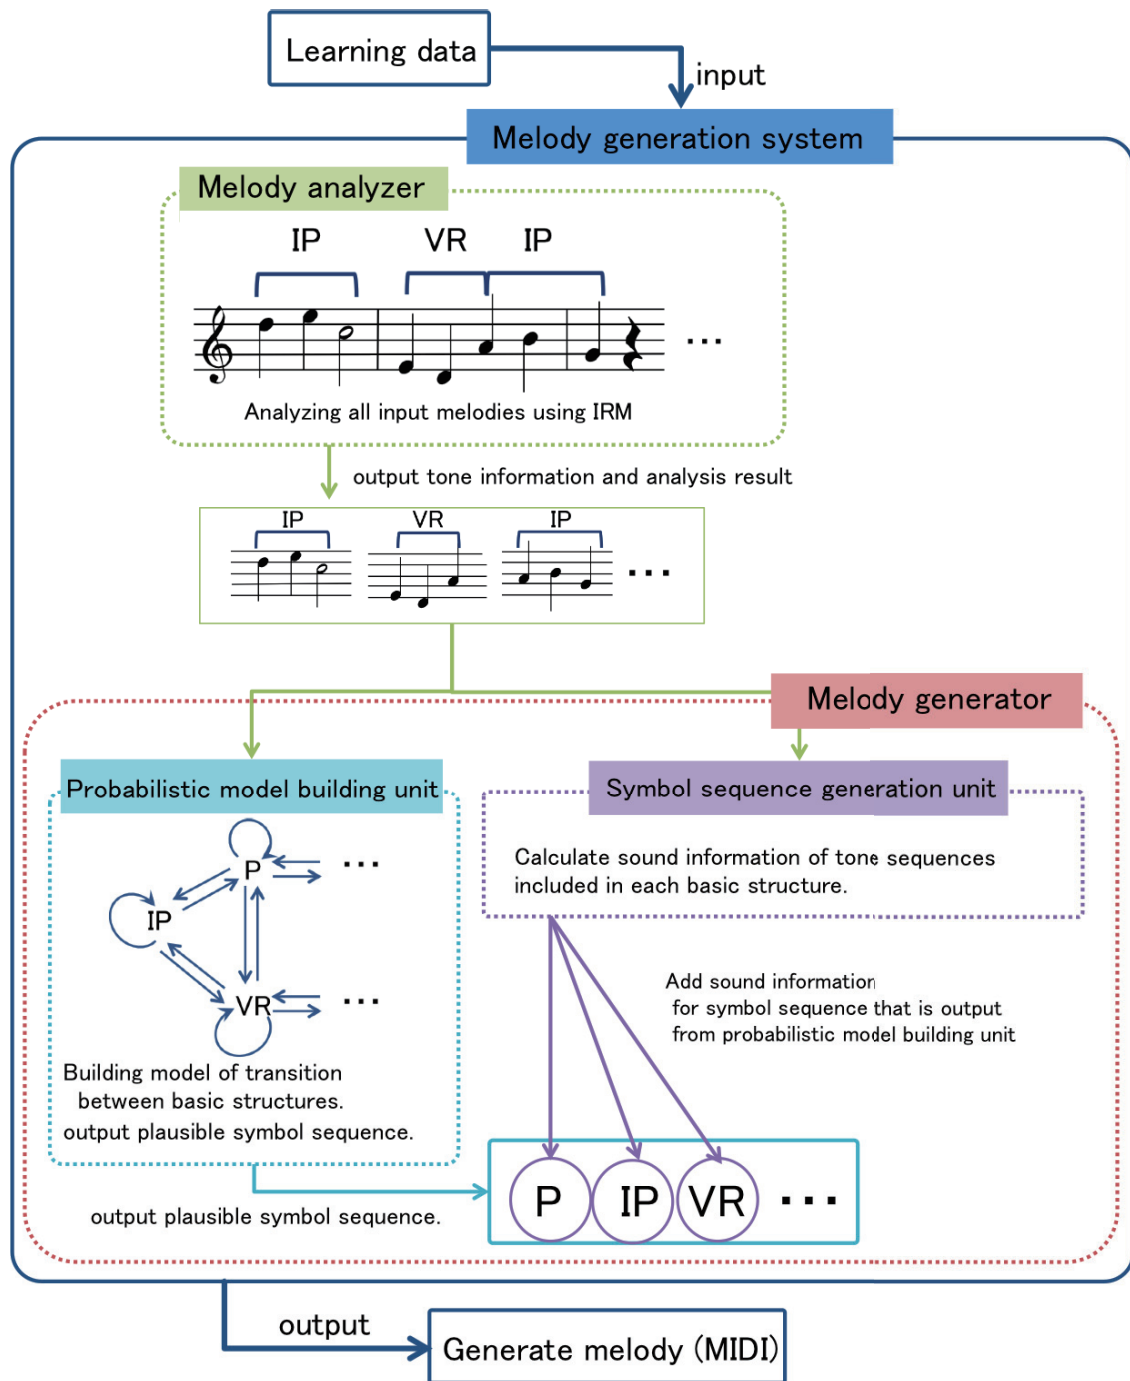 Learning data
input
Melody generation system
Melody analyzer
IP VR IP
...
Analyzing all input melodies using IRM
output tone information and analysis result
IP VR IP
...
Melody generator
Probabilistic model building unit
P ...
IP
VR ...
Building model of transition
between basic structures.
output plausible symbol sequence.
Symbol sequence generation unit
Calculate sound information of tone sequences
included in each basic structure.
Add sound information
for symbol sequence that is output
from probabilistic model building unit
output plausible symbol sequence.
P IP VR ...
output
Generate melody (MIDI)